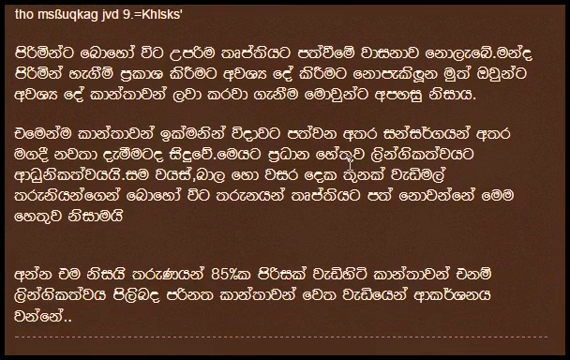 tho msßuqkag jvd 9.=Khlsks'
පිරිමින්ට බොහෝ විට උපරිම තෘප්තියට පත්වීමේ වාසනාව නොලැබේ.මන්ද
පිරිමින් හැගීම් ප්‍රකාශ කිරීමට අවශ්‍ය දේ කිරීමට නොපැකිලුන මුත් ඔවුන්ට
අවශ්‍ය දේ කාන්තාවන් ලවා කරවා ගැනීම මොවුන්ට අපහසු නිසාය.
එමෙන්ම කාන්තාවන් ඉක්මනින් විදාවට පත්වන අතර සන්සර්ගයත් අතර
මගදී නවතා දැමීමටද සිදුවේ.මෙයට ප්‍රධාන හේතුව ලින්ගිකත්වයට
ආධුනිකත්වයයි.සම වයස්,බාල හො වසර දෙක තුනක් වැඩිමල්
තරුනියන්ගෙන් බොහෝ විට තරුනයන් තෘප්තියට පත් නොවන්නේ මෙම
හෙතුව නිසාමයි
අන්න එම නිසයි තරුණයන් 85%ක පිරිසක් වැඩිහිටි කාන්තාවන් එනම්
ලින්ගිකත්වය පිලිබද පරිනත කාන්තාවන් වෙත වැඩියෙන් ආකර්ශනය
වන්නේ..